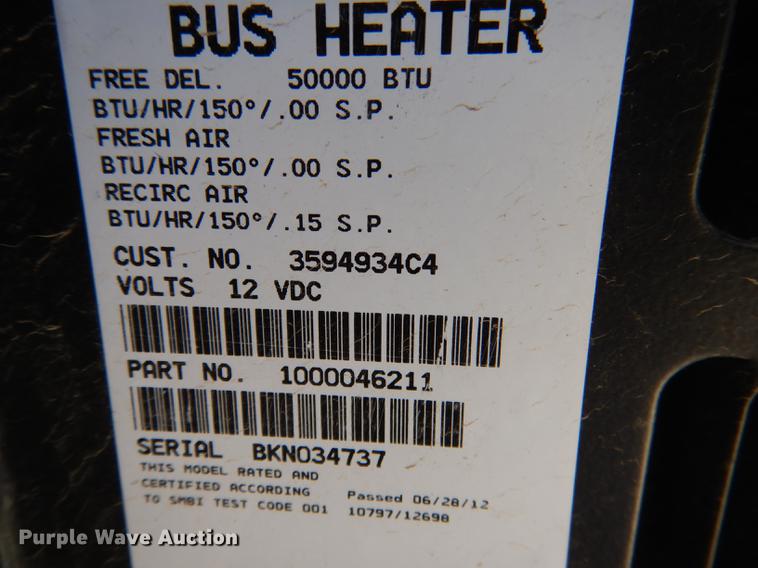 BUS HEATER
FREE DEL. 50000 BTU
BTU/HR/150°/.00 S.P.
FRESH AIR
BTU/HR/150°/.00 S.P.
RECIRC AIR
BTU/HR/150°/.15 S.P.
CUST. NO. 3594934C4
VOLTS 12 VDC
PART NO. 1000046211
SERIAL BKN034737
THIS MODEL RATED AND
CERTIFIED ACCORDING Passed 06/28/12
TO SMBI TEST CODE 001 10797/12698
Purple Wave Auction